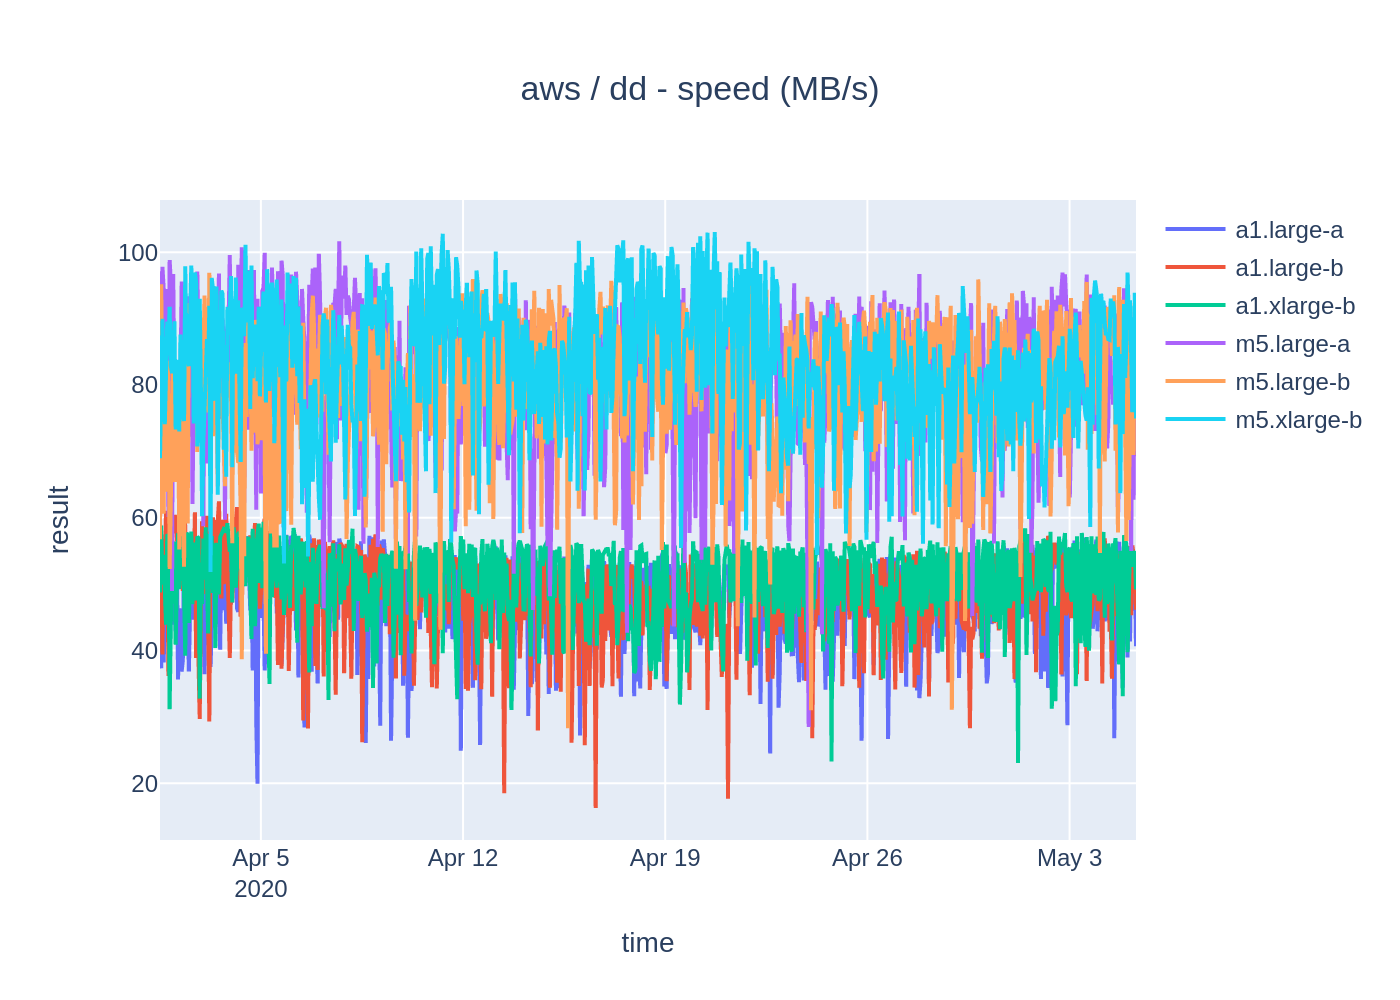 aws / dd - speed (MB/s)
a1.large-a
a1.large-b
a1.xlarge-b
m5.large-a
m5.large-b
m5.xlarge-b
result
100
80
60
40
20
Apr 5
2020
Apr 12
Apr 19
Apr 26
May 3
time